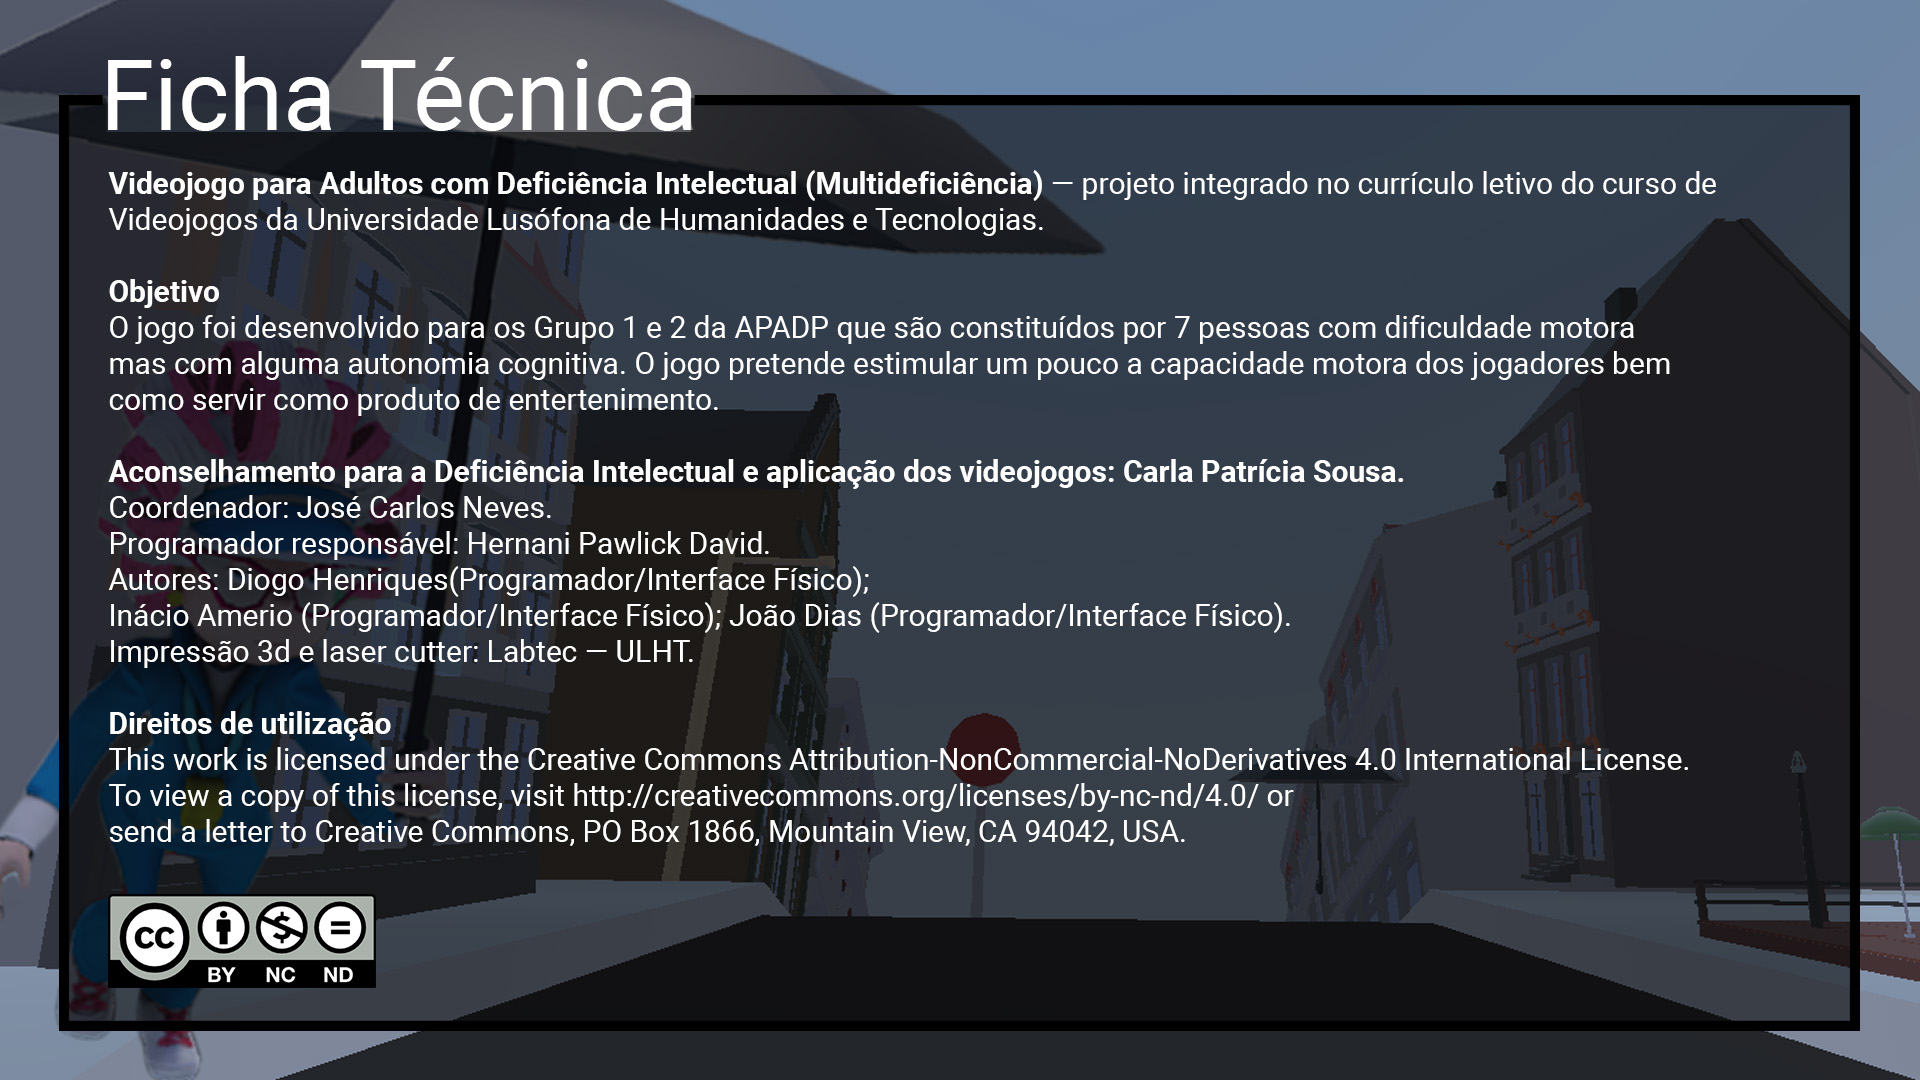 Ficha Técnica
Videojogo para Adultos com Deficiência Intelectual (Multideficiência) — projeto integrado no currículo letivo do curso de
Videojogos da Universidade Lusófona de Humanidades e Tecnologias.
Objetivo
O jogo foi desenvolvido para os Grupo 1 e 2 da APADP que são constituídos por 7 pessoas com dificuldade motora
mas com alguma autonomia cognitiva. O jogo pretende estimular um pouco a capacidade motora dos jogadores bem
como servir como produto de entertenimento.
Aconselhamento para a Deficiência Intelectual e aplicação dos videojogos: Carla Patrícia Sousa.
Coordenador: José Carlos Neves.
Programador responsável: Hernani Pawlick David.
Autores: Diogo Henriques(Programador/Interface Físico);
Inácio Amerio (Programador/Interface Físico); João Dias (Programador/Interface Físico).
Impressão 3d e laser cutter: Labtec — ULHT.
Direitos de utilização
This work is licensed under the Creative Commons Attribution-NonCommercial-NoDerivatives 4.0 International License.
To view a copy of this license, visit http://creativecommons.org/licenses/by-nc-nd/4.0/ or
send a letter to Creative Commons, PO Box 1866, Mountain View, CA 94042, USA.
cc
BY NC ND